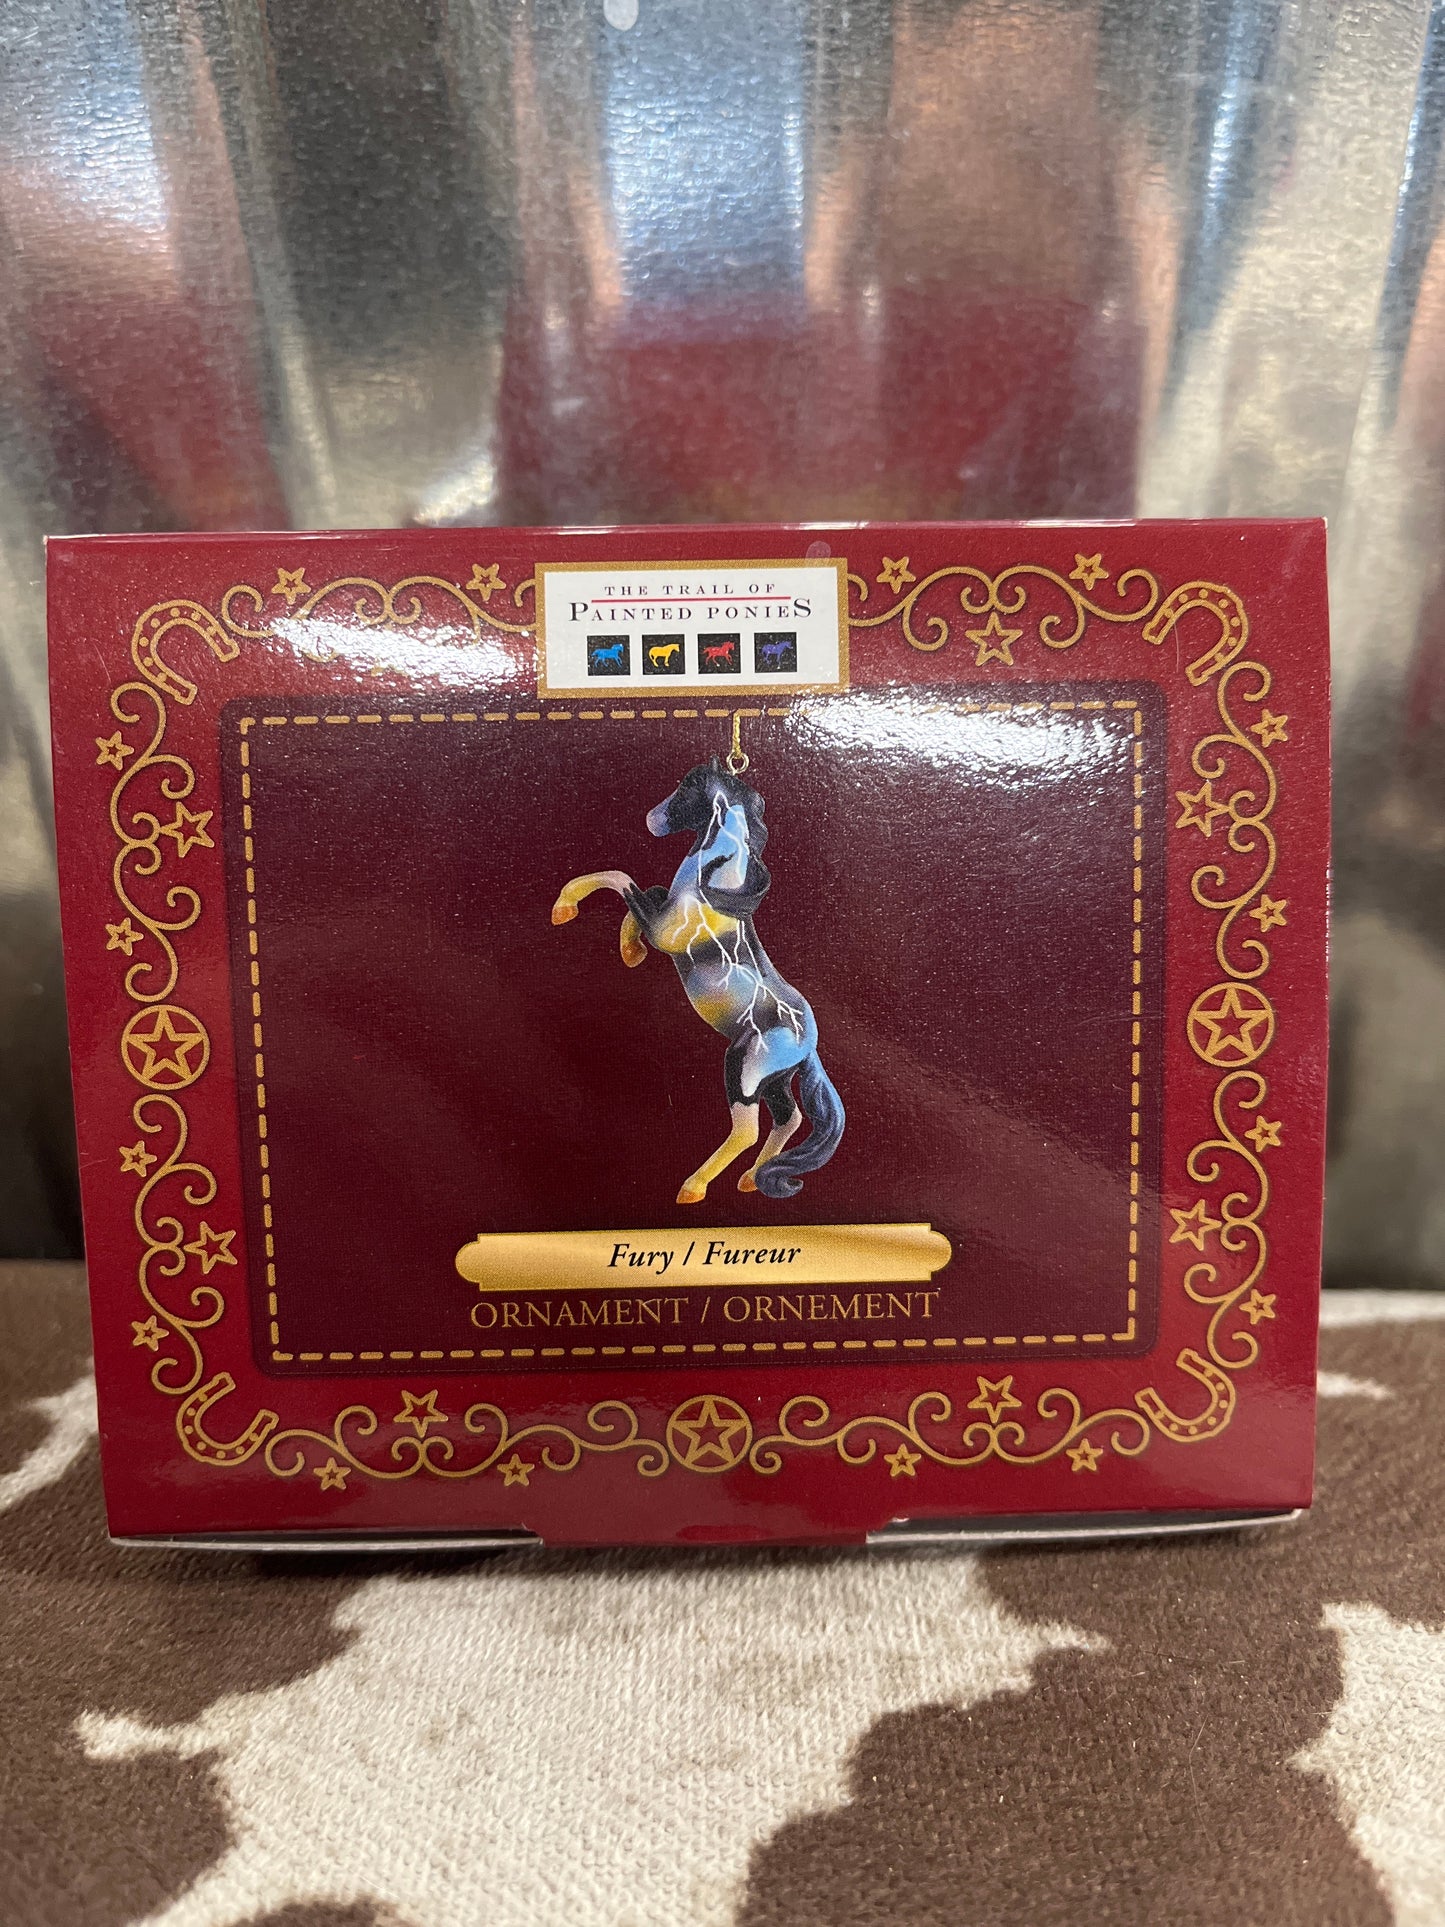 THE TRAIL OF
PAINTED PONIES
Fury / Fureur
ORNAMENT / ORNEMENT